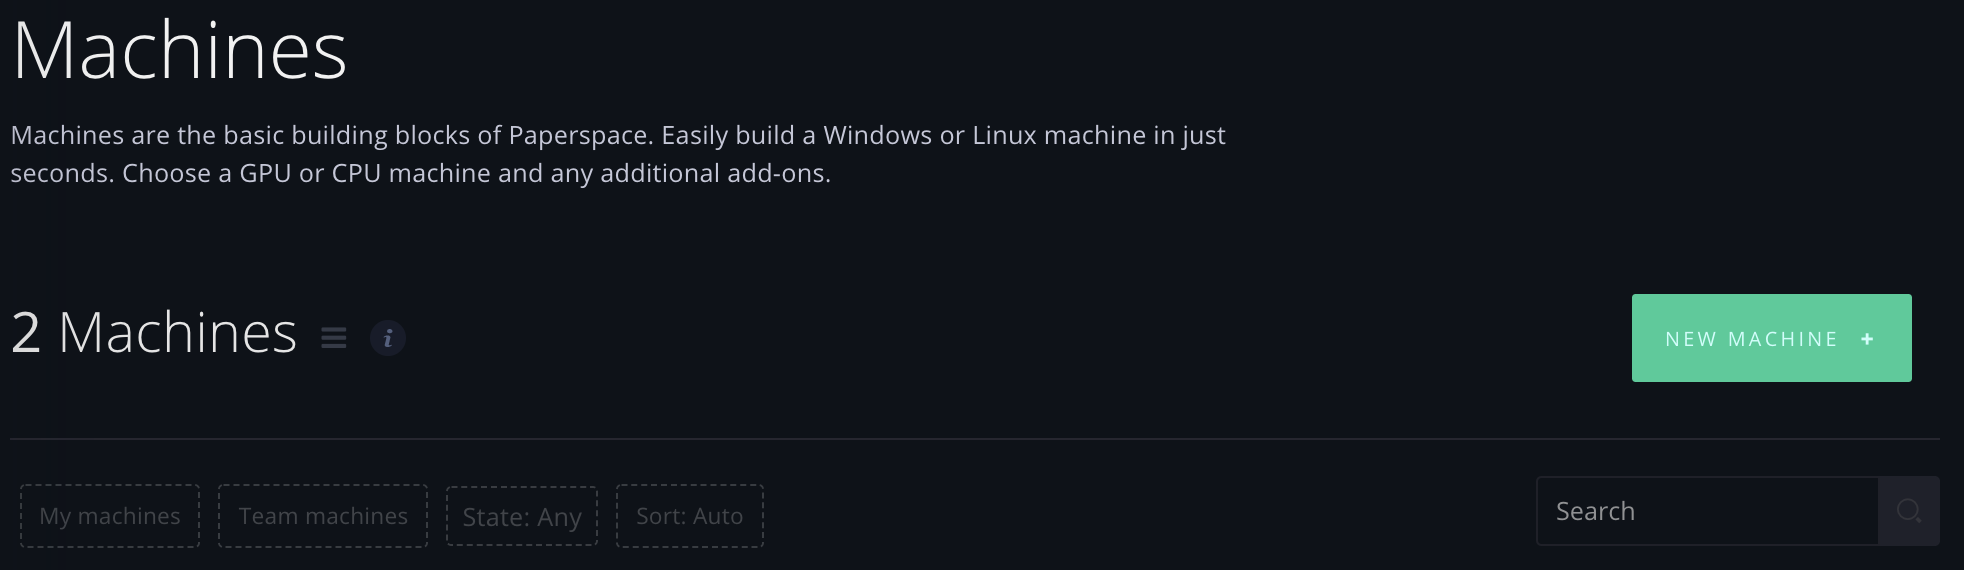 Machines
Machines are the basic building blocks of Paperspace. Easily build a Windows or Linux machine in just
seconds. Choose a GPU or CPU machine and any additional add-ons.
2 Machines i
NEW MACHINE +
My machines
Team machines
State: Any
Sort: Auto
Search